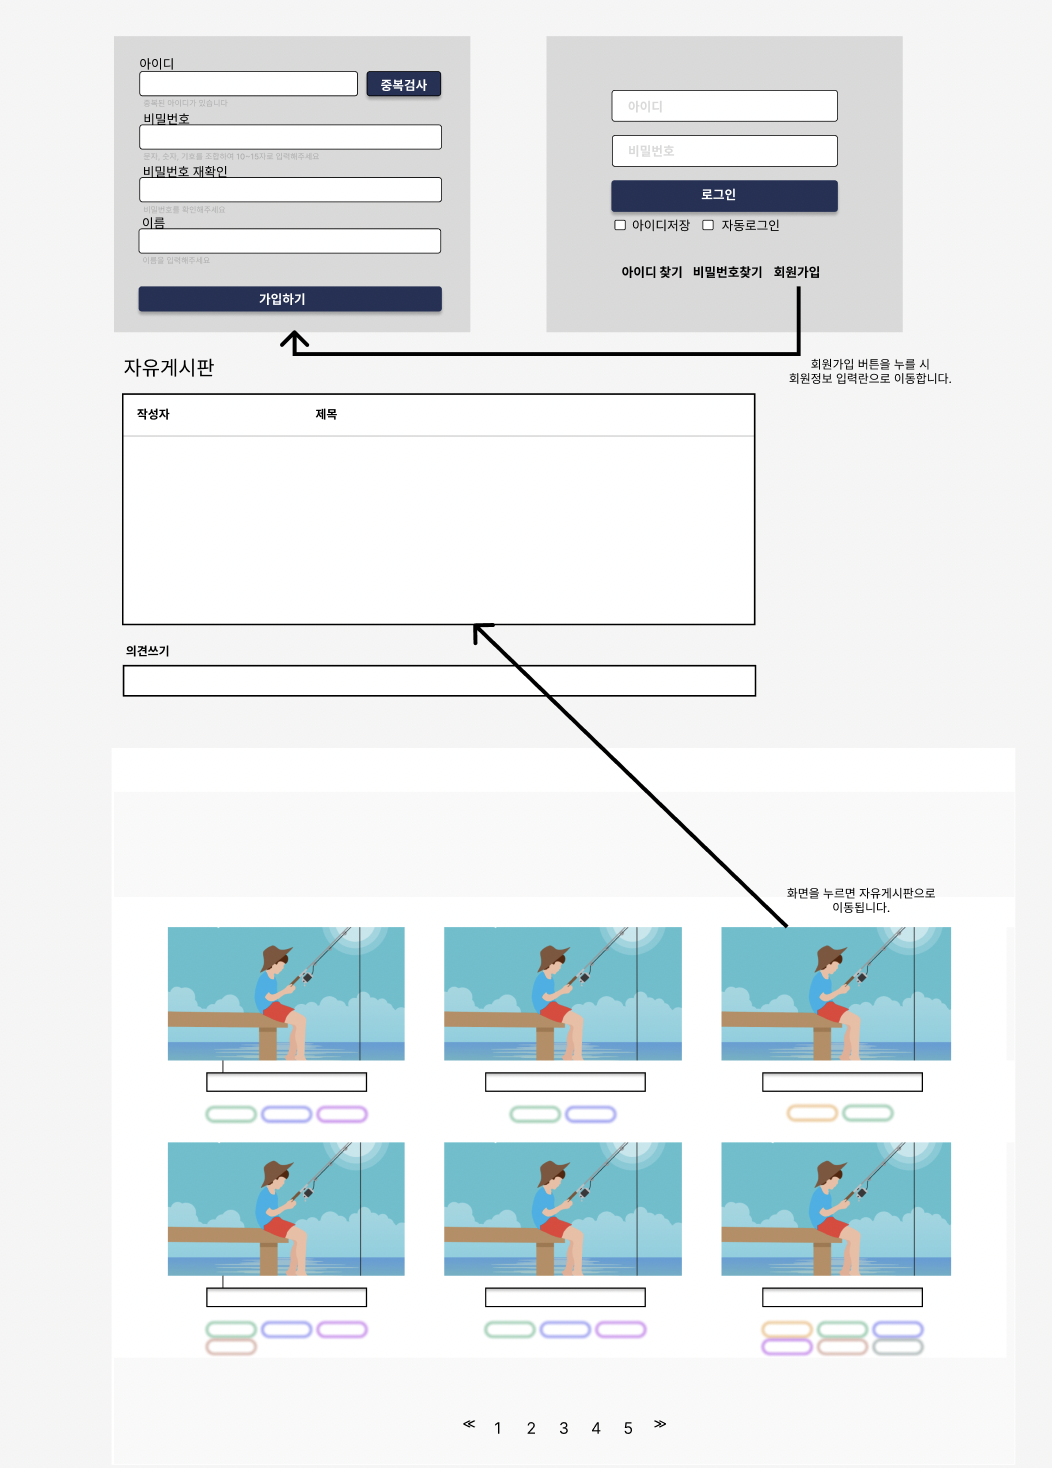 아이디
중복검사
중복된 아이디가 있습니다
비밀번호
문자, 숫자, 기호를 조합하여 10~15자로 입력해주세요
비밀번호 재확인
비밀번호를 확인해주세요
이름
이름을 입력해주세요
가입하기
아이디
비밀번호
로그인
아이디저장 자동로그인
아이디 찾기 비밀번호찾기 회원가입
회원가입 버튼을 누를 시
회원정보 입력란으로 이동합니다.
자유게시판
작성자 제목
의견쓰기
화면을 누르면 자유게시판으로
이동됩니다.
≪ 1 2 3 4 5 ≫